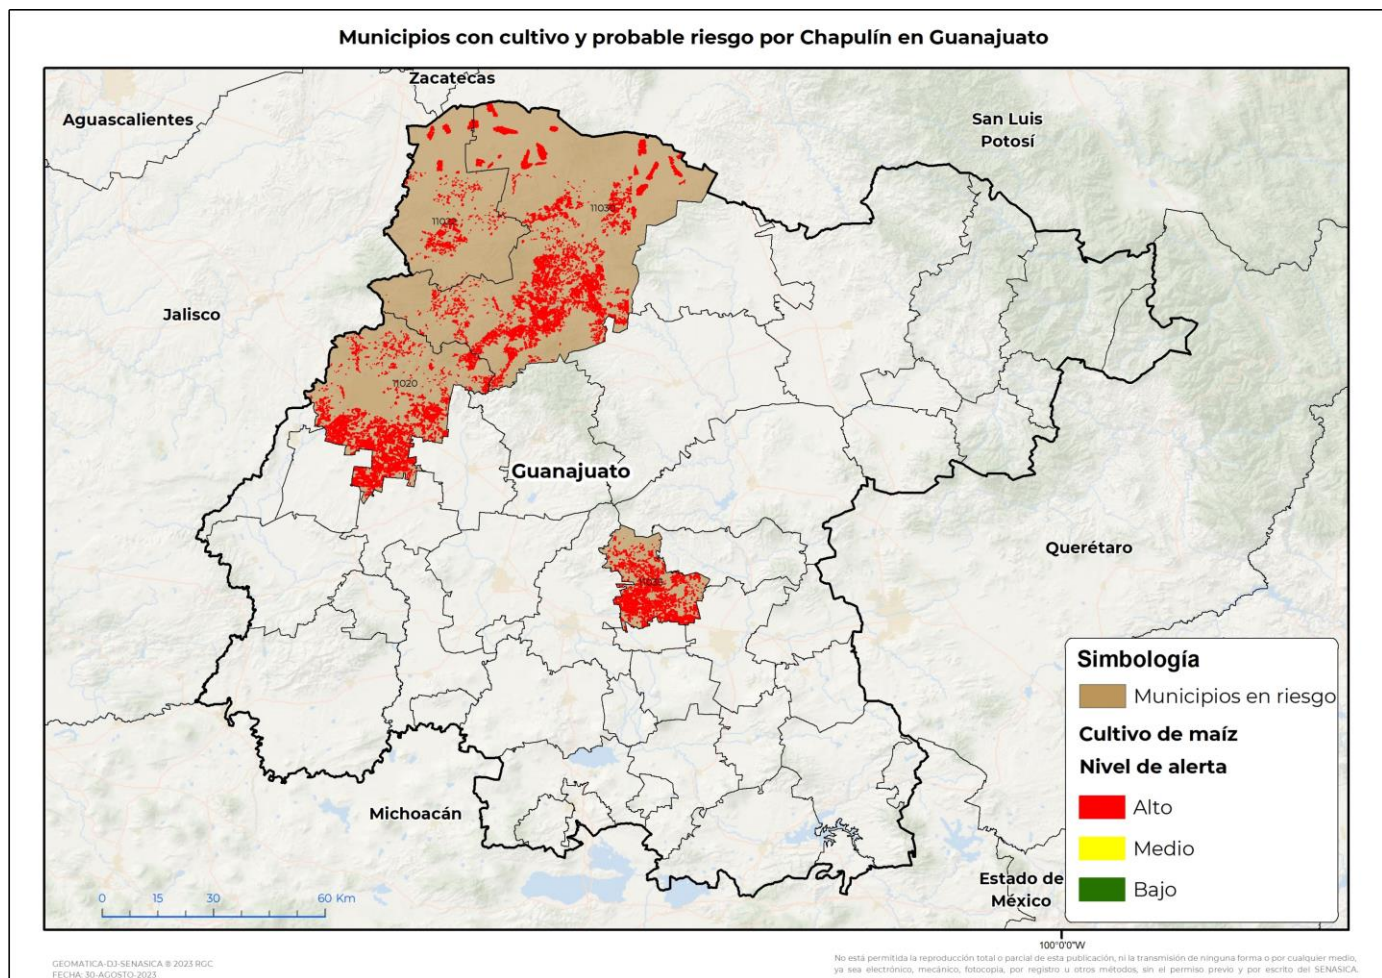 Municipios con cultivo y probable riesgo por Chapulín en Guanajuato
Zacatecas
Aguascalientes
San Luis
Potosí
Jalisco
11020
Guanajuato
Querétaro
Michoacán
Estado de
México
Simbología
Municipios en riesgo
Cultivo de maíz
Nivel de alerta
Alto
Medio
Bajo
0 15 30 60 Km
100°0'0"W
GEOMATICA-DJ-SENASICA ® 2023 RGC
FECHA: 30-AGOSTO-2023
No está permitida la reproducción total o parcial de esta publicación, ni la transmisión de ninguna forma o por cualquier medio,
ya sea electrónico, mecánico, fotocopia, por registro u otros métodos, sin el permiso previo y por escrito del SENASICA.